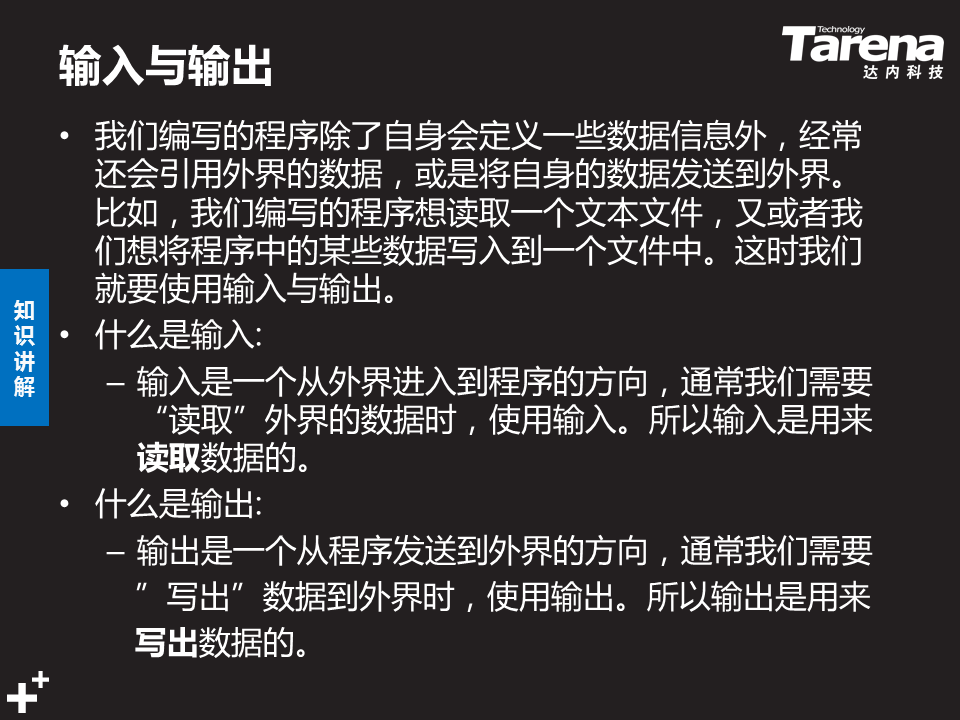 输入与输出
Technology
Tarena
达内科技
• 我们编写的程序除了自身会定义一些数据信息外，经常
还会引用外界的数据，或是将自身的数据发送到外界。
比如，我们编写的程序想读取一个文本文件，又或者我
们想将程序中的某些数据写入到一个文件中。这时我们
就要使用输入与输出。
知
识
讲
解
• 什么是输入:
– 输入是一个从外界进入到程序的方向，通常我们需要
“读取”外界的数据时，使用输入。所以输入是用来
读取数据的。
• 什么是输出:
– 输出是一个从程序发送到外界的方向，通常我们需要
”写出”数据到外界时，使用输出。所以输出是用来
写出数据的。